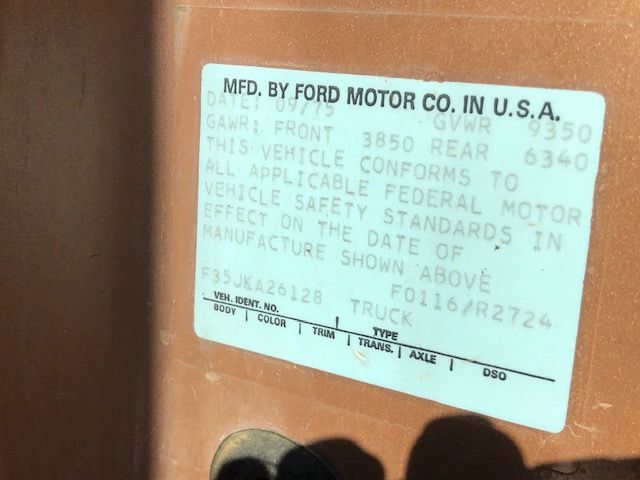 MFD. BY FORD MOTOR CO. IN U.S.A.
DATE: 09/75 GVWR 9350
GAWR: FRONT 3850 REAR 6340
THIS VEHICLE CONFORMS TO
ALL APPLICABLE FEDERAL MOTOR
VEHICLE SAFETY STANDARDS IN
EFFECT ON THE DATE OF
MANUFACTURE SHOWN ABOVE
F35JKA26128 F0116/R2724
TRUCK
VEH. IDENT. NO. TYPE
BODY COLOR TRIM TRANS. AXLE DSO